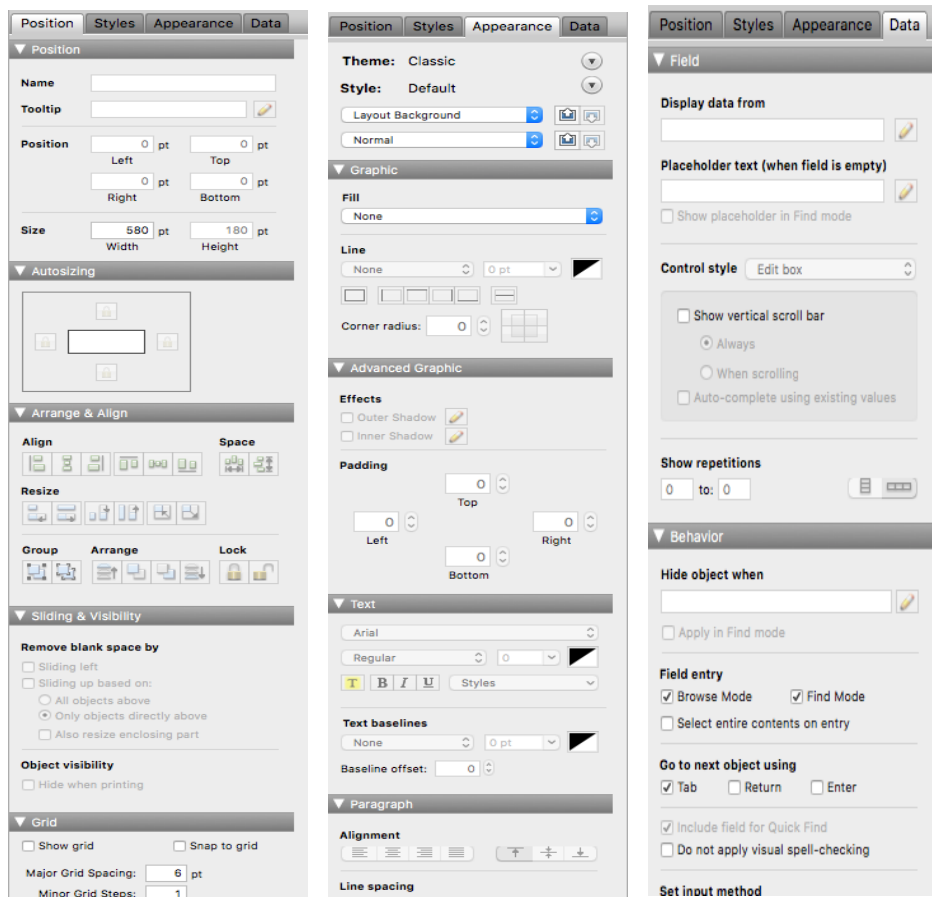 Position Styles Appearance Data
Position
Name
Tooltip
Position 0 pt 0 pt
Left Top
0 pt 0 pt
Right Bottom
Size 580 pt 180 pt
Width Height
Autosizing
Arrange & Align
Align Space
Resize
Group Arrange Lock
Sliding & Visibility
Remove blank space by
Sliding left
Sliding up based on:
All objects above
Only objects directly above
Also resize enclosing part
Object visibility
Hide when printing
Grid
Show grid Snap to grid
Major Grid Spacing: 6 pt
Minor Grid Steps: 1
Position Styles Appearance Data
Theme: Classic
Style: Default
Layout Background
Normal
Graphic
Fill
None
Line
None 0 pt
Corner radius: 0
Advanced Graphic
Effects
Outer Shadow
Inner Shadow
Padding
0
Top
0 0
Left Right
0
Bottom
Text
Arial
Regular 0
T B I U Styles
Text baselines
None 0 pt
Baseline offset: 0
Paragraph
Alignment
Line spacing
Position Styles Appearance Data
Field
Display data from
Placeholder text (when field is empty)
Show placeholder in Find mode
Control style Edit box
Show vertical scroll bar
Always
When scrolling
Auto-complete using existing values
Show repetitions
0 to: 0
Behavior
Hide object when
Apply in Find mode
Field entry
Browse Mode Find Mode
Select entire contents on entry
Go to next object using
Tab Return Enter
Include field for Quick Find
Do not apply visual spell-checking
Set input method